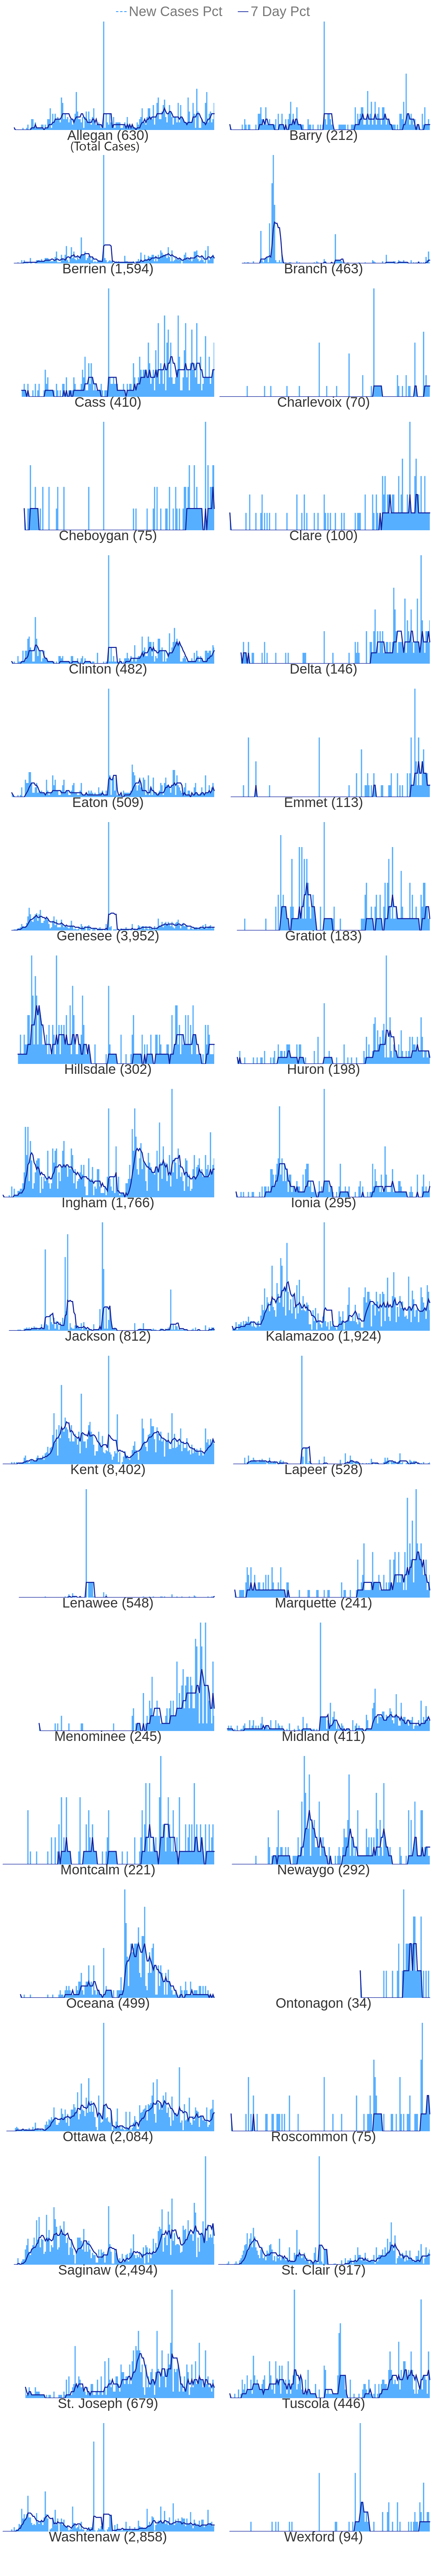 New Cases Pct   7 Day Pct
Allegan (630)   Barry (212)
(Total Cases)
Berrien (1,594)   Branch (463)
Cass (410)   Charlevoix (70)
Cheboygan (75)   Clare (100)
Clinton (482)   Delta (146)
Eaton (509)   Emmet (113)
Genesee (3,952)   Gratiot (183)
Hillsdale (302)   Huron (198)
Ingham (1,766)   Ionia (295)
Jackson (812)   Kalamazoo (1,924)
Kent (8,402)   Lapeer (528)
Lenawee (548)   Marquette (241)
Menominee (245)   Midland (411)
Montcalm (221)   Newaygo (292)
Oceana (499)   Ontonagon (34)
Ottawa (2,084)   Roscommon (75)
Saginaw (2,494)   St. Clair (917)
St. Joseph (679)   Tuscola (446)
Washtenaw (2,858)   Wexford (94)